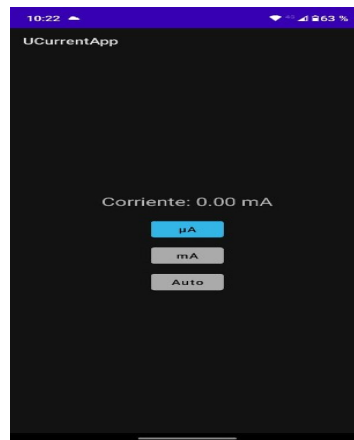 10:22 63 %
UCurrentApp
Corriente: 0.00 mA
µA
mA
Auto